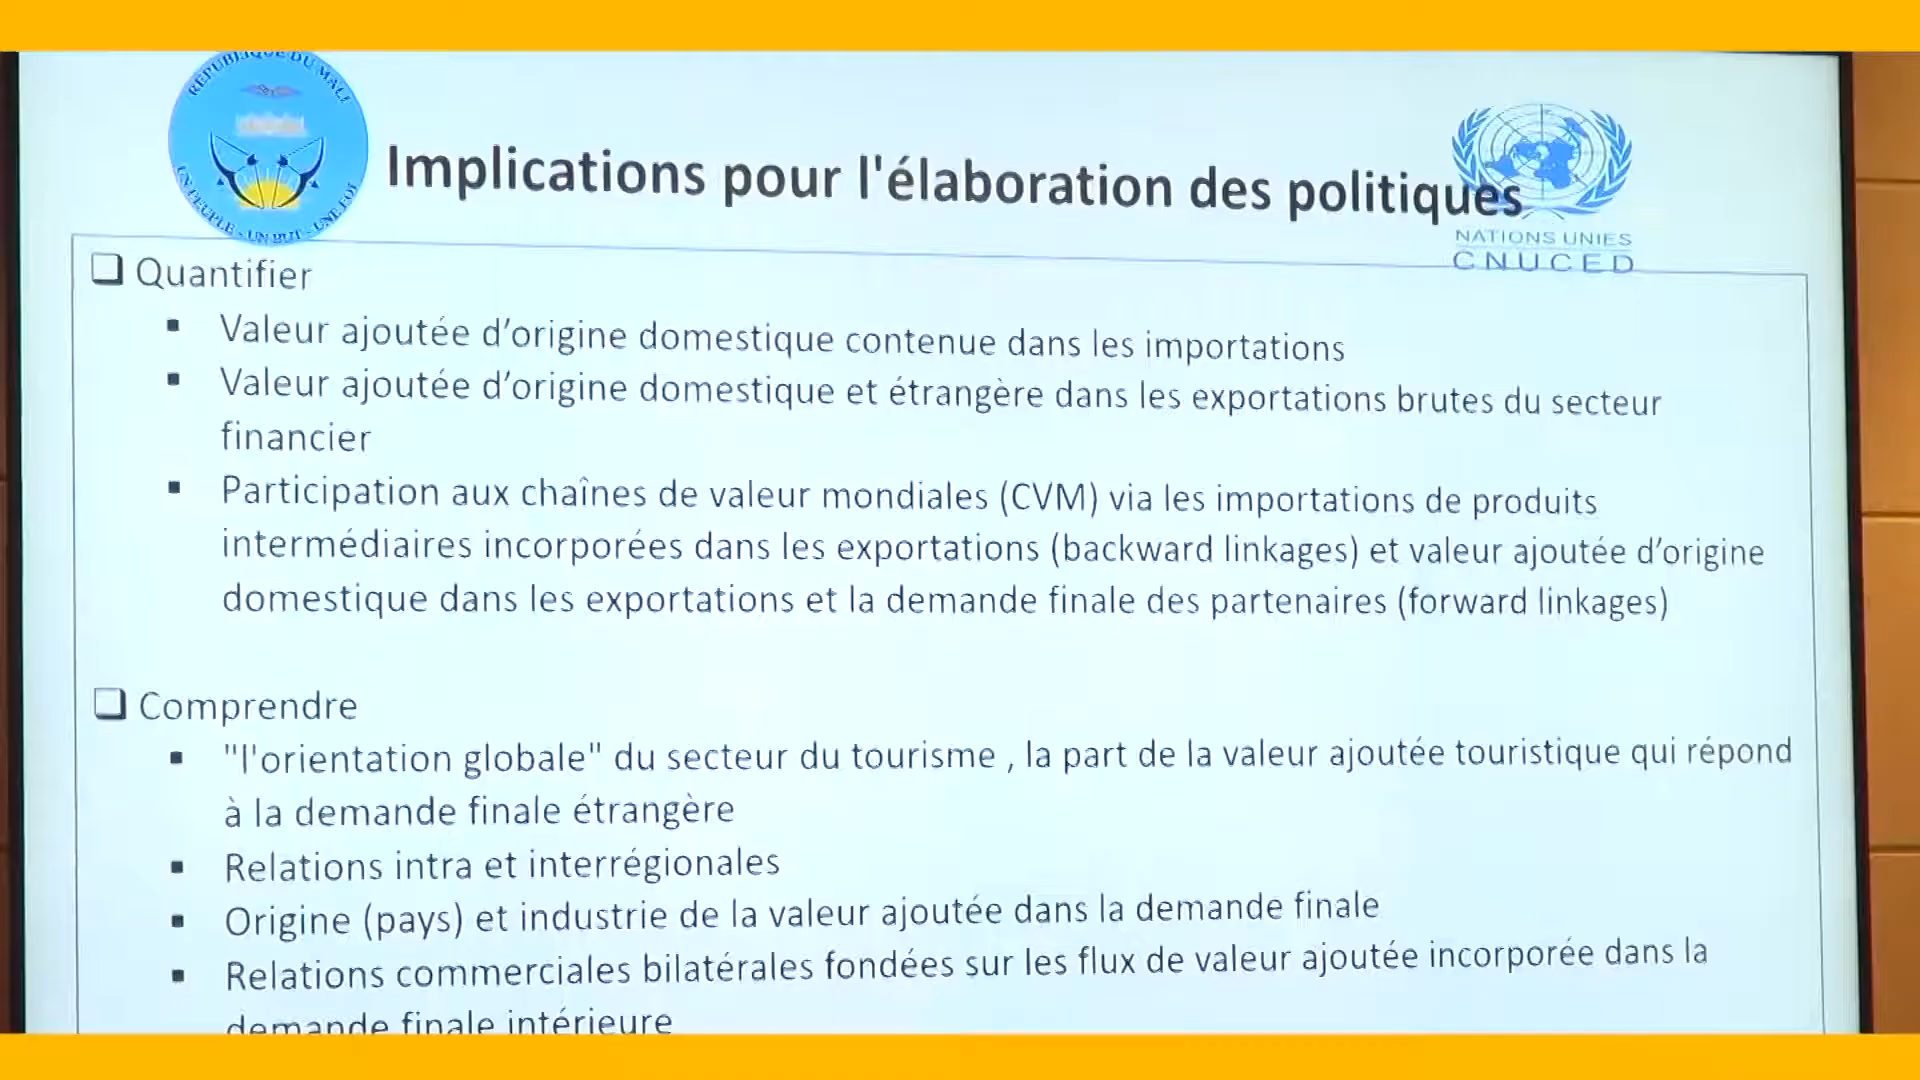 RÉPUBLIQUE DU MALI
UN PEUPLE - UN BUT - UNE FOI
Implications pour l'élaboration des politiques
NATIONS UNIES
CNUCED
❑ Quantifier
▪ Valeur ajoutée d’origine domestique contenue dans les importations
▪ Valeur ajoutée d’origine domestique et étrangère dans les exportations brutes du secteur
financier
▪ Participation aux chaînes de valeur mondiales (CVM) via les importations de produits
intermédiaires incorporées dans les exportations (backward linkages) et valeur ajoutée d’origine
domestique dans les exportations et la demande finale des partenaires (forward linkages)
❑ Comprendre
▪ "l'orientation globale" du secteur du tourisme , la part de la valeur ajoutée touristique qui répond
à la demande finale étrangère
▪ Relations intra et interrégionales
▪ Origine (pays) et industrie de la valeur ajoutée dans la demande finale
▪ Relations commerciales bilatérales fondées sur les flux de valeur ajoutée incorporée dans la
demande finale intérieure